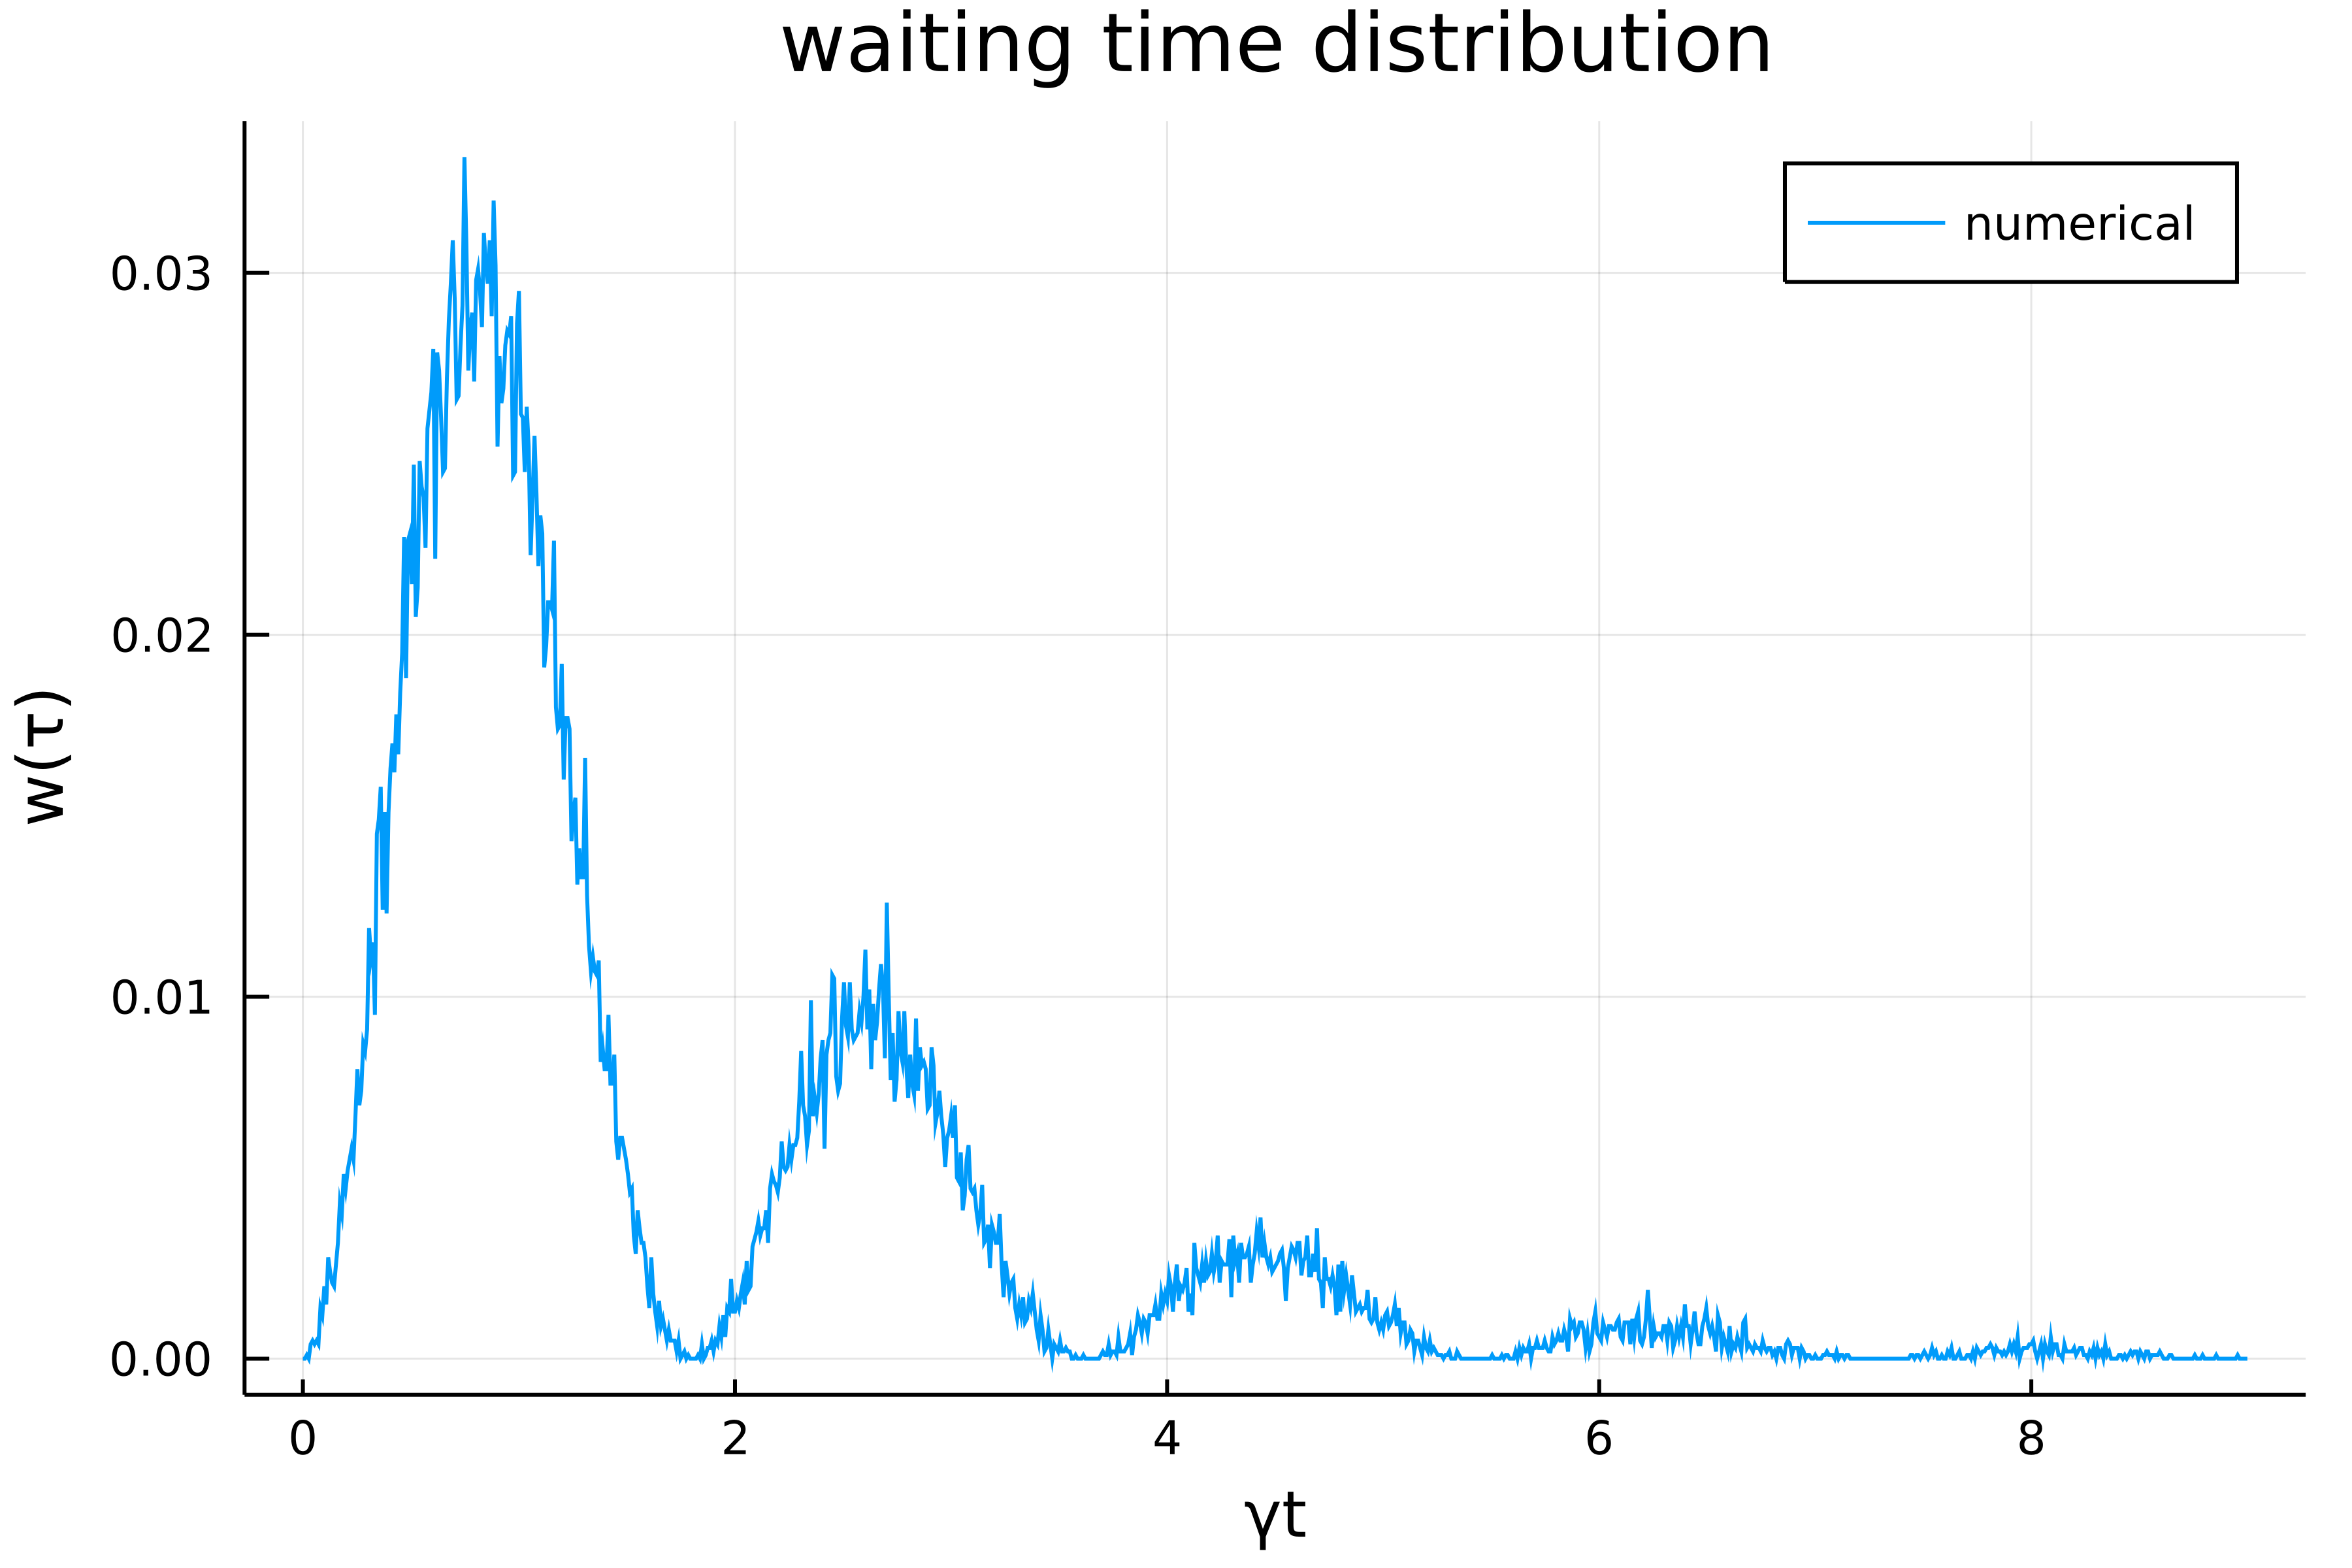 waiting time distribution
numerical
w(τ)
0.03
0.02
0.01
0.00
0 2 4 6 8
γt